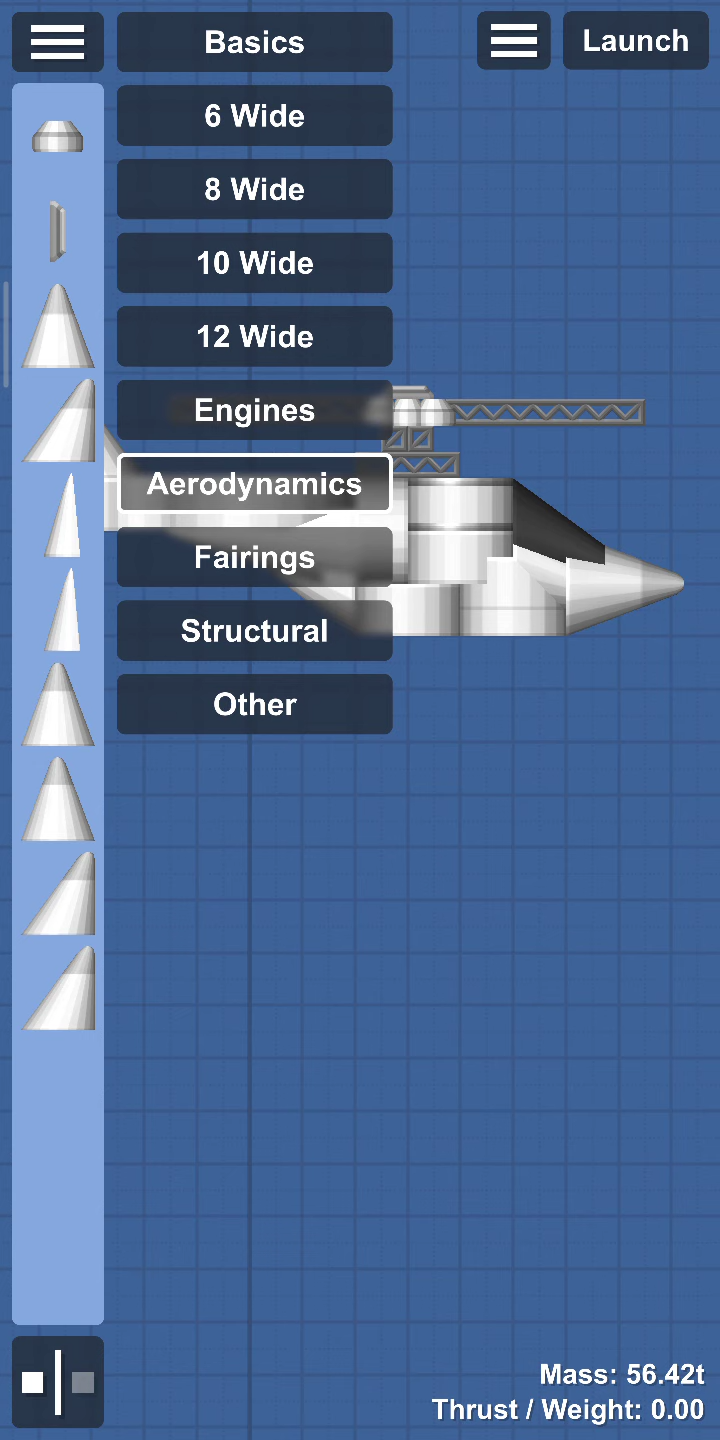 Basics
Launch
6 Wide
8 Wide
10 Wide
12 Wide
Engines
Aerodynamics
Fairings
Structural
Other
Mass: 56.42t
Thrust / Weight: 0.00